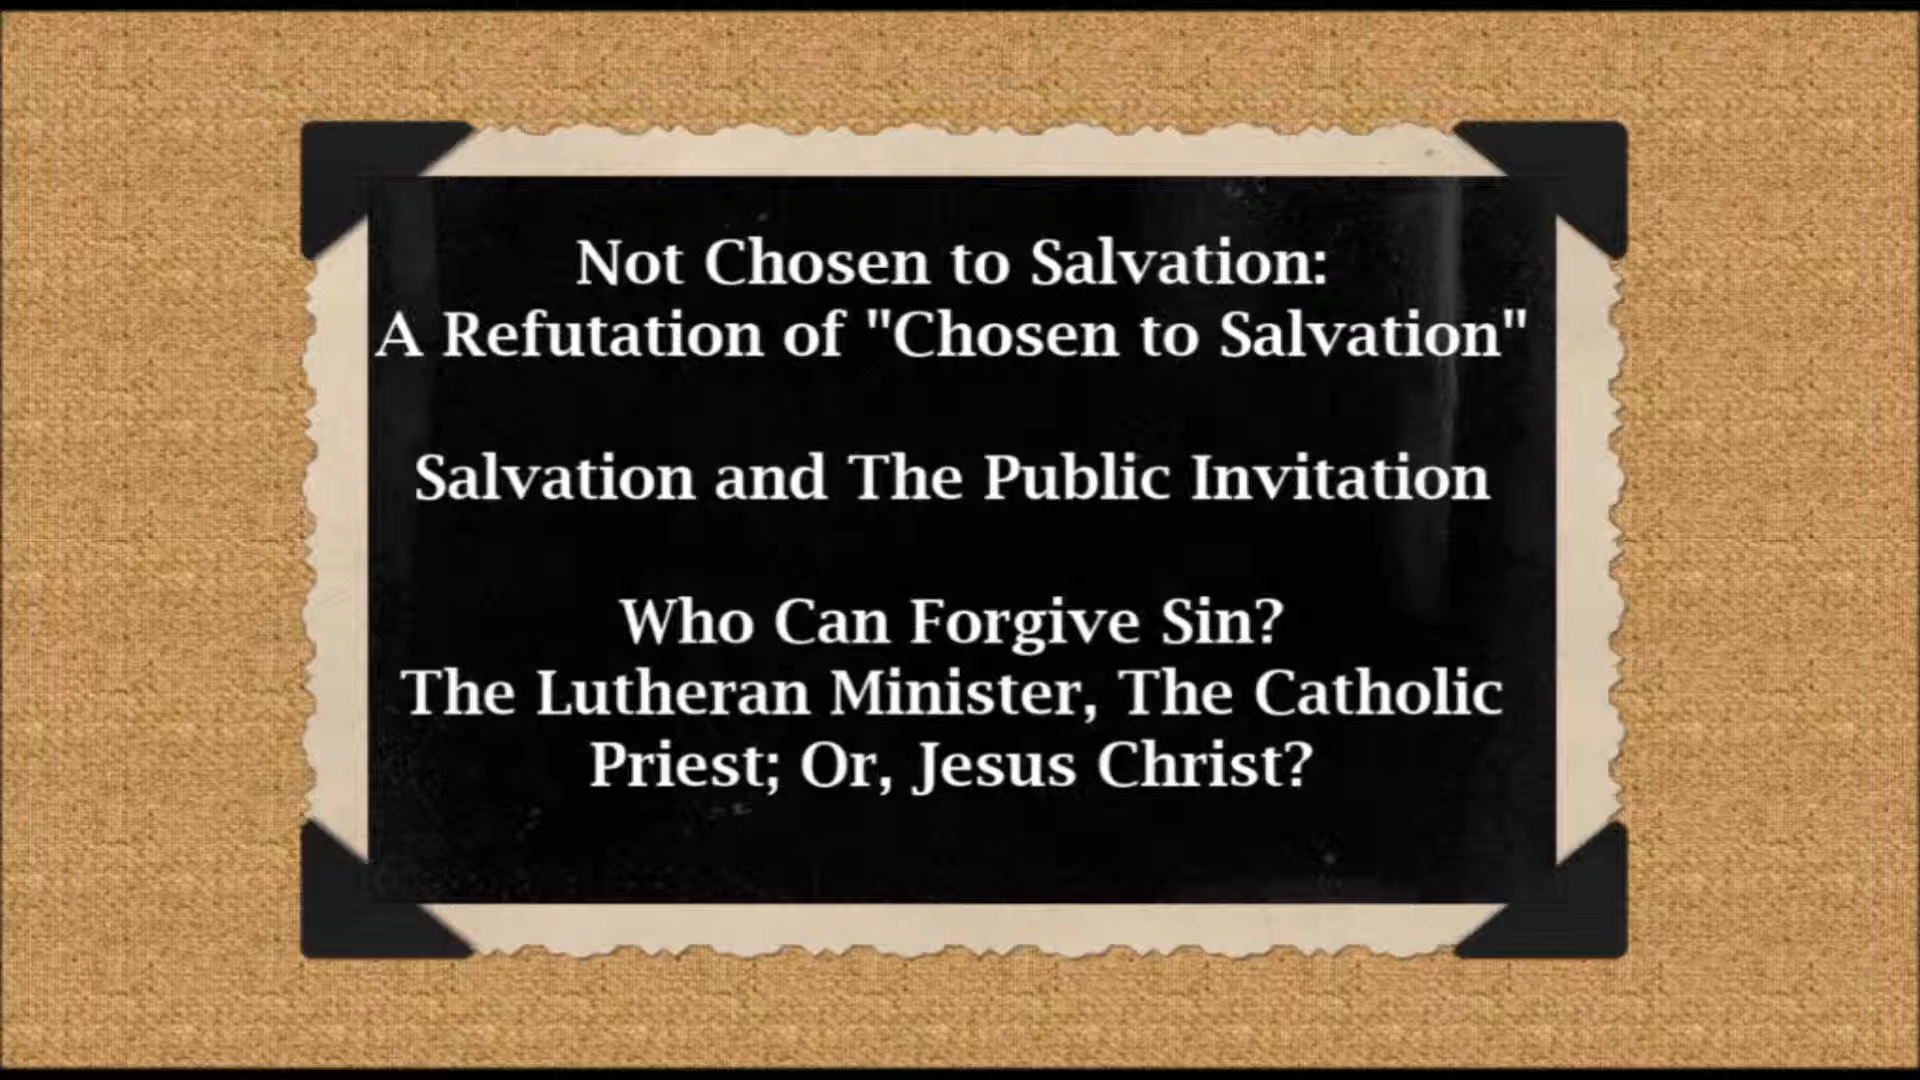 Not Chosen to Salvation:
A Refutation of "Chosen to Salvation"
Salvation and The Public Invitation
Who Can Forgive Sin?
The Lutheran Minister, The Catholic
Priest; Or, Jesus Christ?